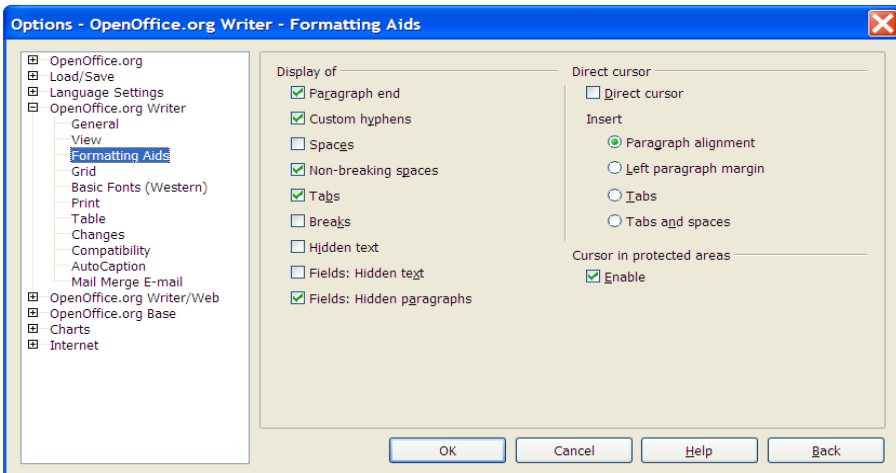 Options - OpenOffice.org Writer - Formatting Aids
OpenOffice.org
Load/Save
Language Settings
OpenOffice.org Writer
General
View
Formatting Aids
Grid
Basic Fonts (Western)
Print
Table
Changes
Compatibility
AutoCaption
Mail Merge E-mail
OpenOffice.org Writer/Web
OpenOffice.org Base
Charts
Internet
Display of
Paragraph end
Custom hyphens
Spaces
Non-breaking spaces
Tabs
Breaks
Hidden text
Fields: Hidden text
Fields: Hidden paragraphs
Direct cursor
Direct cursor
Insert
Paragraph alignment
Left paragraph margin
Tabs
Tabs and spaces
Cursor in protected areas
Enable
OK
Cancel
Help
Back